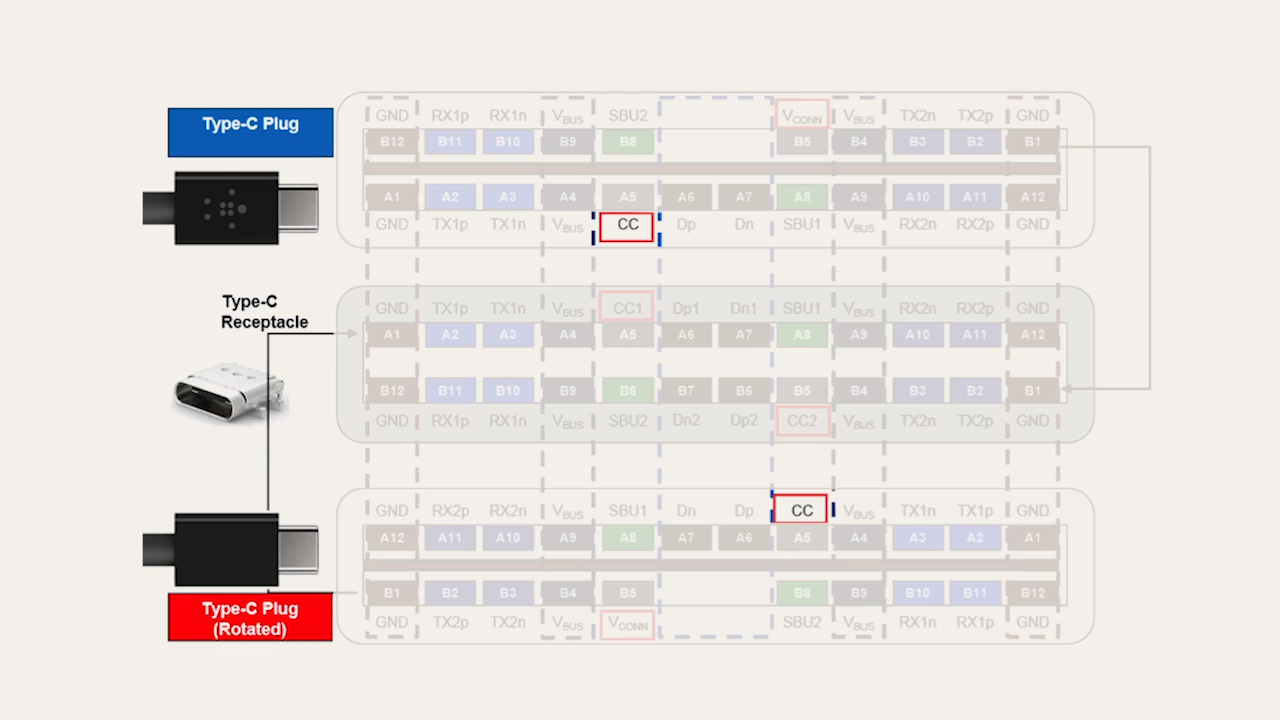 Type-C Plug
GND RX1p RX1n VBUS SBU2 VCONN VBUS TX2n TX2p GND
B12 B11 B10 B9 B8 B5 B4 B3 B2 B1
A1 A2 A3 A4 A5 A6 A7 A8 A9 A10 A11 A12
GND TX1p TX1n VBUS CC Dp Dn SBU1 VBUS RX2n RX2p GND
Type-C
Receptacle
GND TX1p TX1n VBUS CC1 Dp1 Dn1 SBU1 VBUS RX2n RX2p GND
A1 A2 A3 A4 A5 A6 A7 A8 A9 A10 A11 A12
B12 B11 B10 B9 B8 B7 B6 B5 B4 B3 B2 B1
GND RX1p RX1n VBUS SBU2 Dn2 Dp2 CC2 VBUS TX2n TX2p GND
GND RX2p RX2n VBUS SBU1 Dn Dp CC VBUS TX1n TX1p GND
A12 A11 A10 A9 A8 A7 A6 A5 A4 A3 A2 A1
B1 B2 B3 B4 B5 B8 B9 B10 B11 B12
GND TX2p TX2n VBUS VCONN SBU2 VBUS RX1n RX1p GND
Type-C Plug
(Rotated)